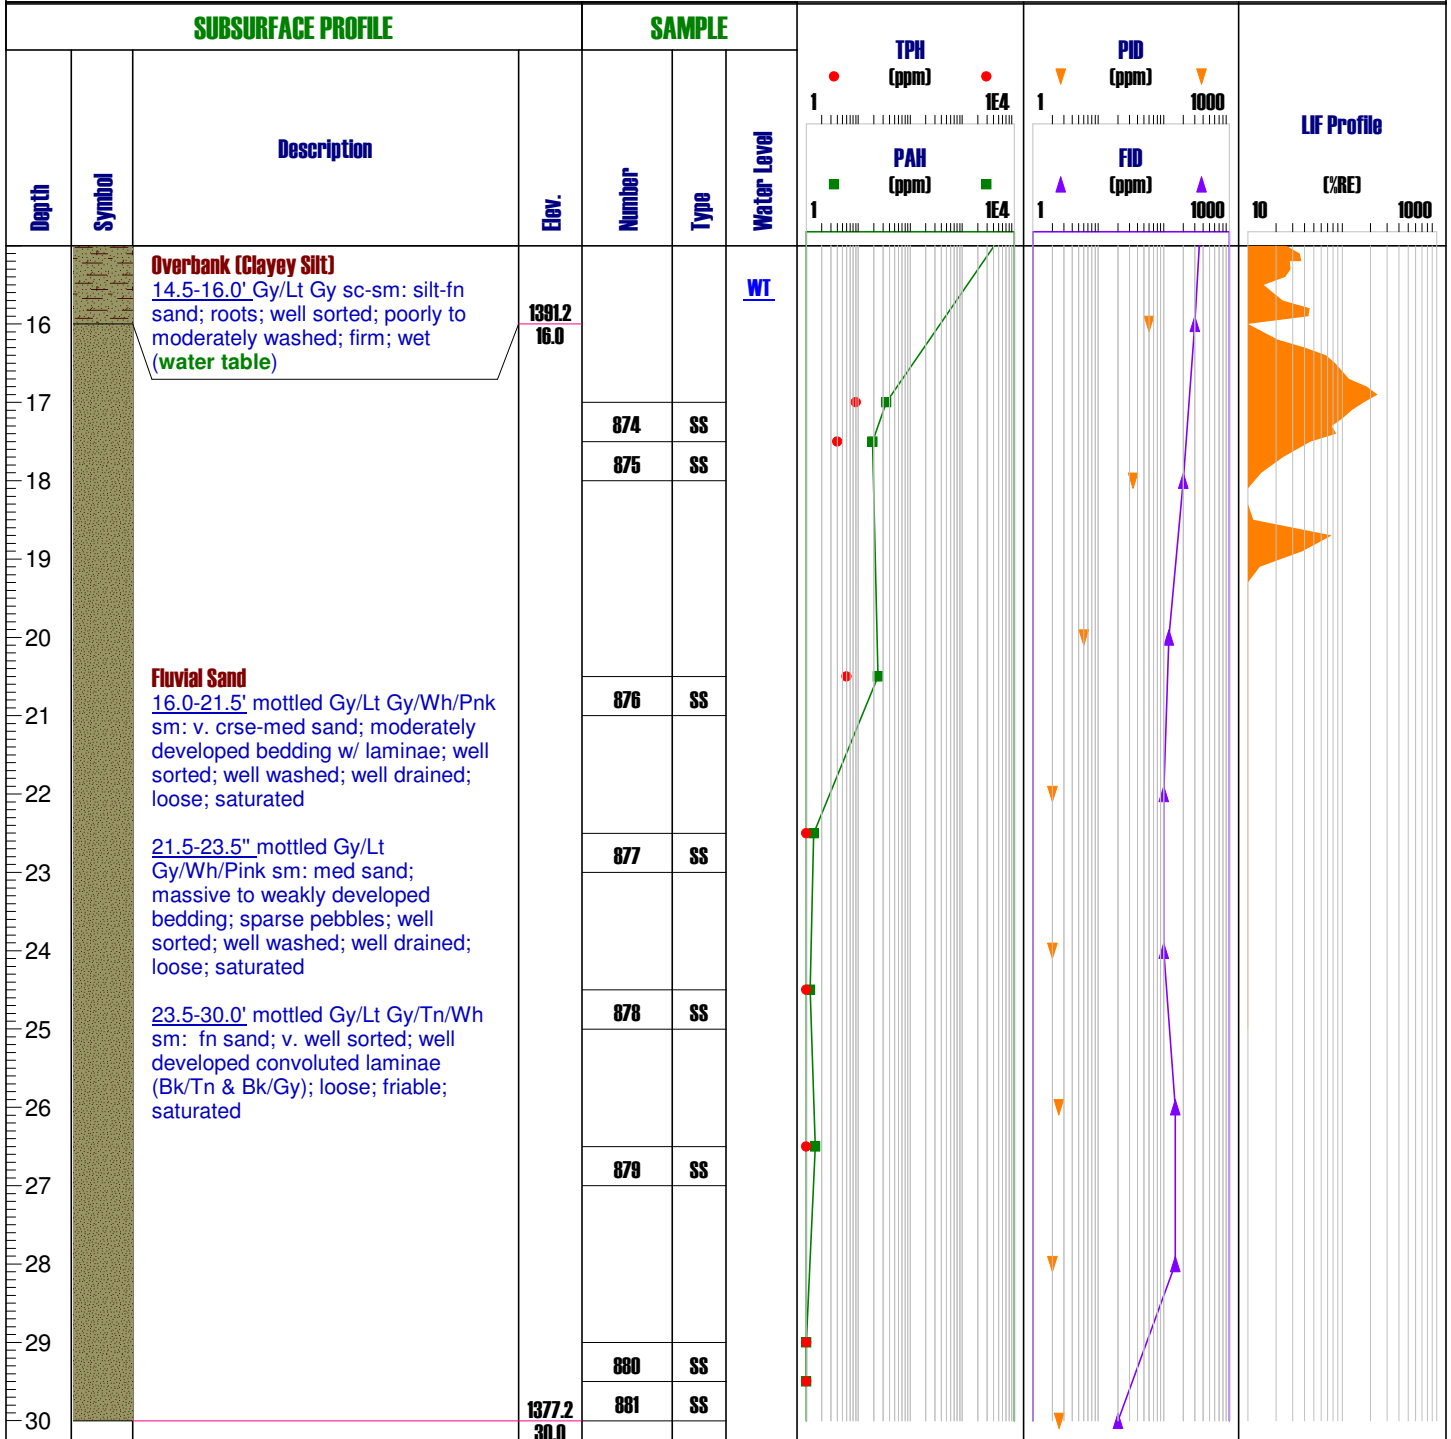 SUBSURFACE PROFILE
SAMPLE
Depth
Symbol
Description
Elev.
Number
Type
Water Level
TPH
(ppm)
1 1E4
PAH
(ppm)
1 1E4
PID
(ppm)
1 1000
FID
(ppm)
1 1000
LIF Profile
(%RE)
10 1000
Overbank (Clayey Silt)
14.5-16.0' Gy/Lt Gy sc-sm: silt-fn
sand; roots; well sorted; poorly to
moderately washed; firm; wet
(water table)
1391.2
16.0
WT
16
17
874 SS
875 SS
18
19
20
Fluvial Sand
16.0-21.5' mottled Gy/Lt Gy/Wh/Pnk
sm: v. crse-med sand; moderately
developed bedding w/ laminae; well
sorted; well washed; well drained;
loose; saturated
876 SS
21
22
21.5-23.5" mottled Gy/Lt
Gy/Wh/Pink sm: med sand;
massive to weakly developed
bedding; sparse pebbles; well
sorted; well washed; well drained;
loose; saturated
877 SS
23
24
23.5-30.0' mottled Gy/Lt Gy/Tn/Wh
sm: fn sand; v. well sorted; well
developed convoluted laminae
(Bk/Tn & Bk/Gy); loose; friable;
saturated
878 SS
25
26
879 SS
27
28
29
880 SS
881 SS
30
1377.2
30.0